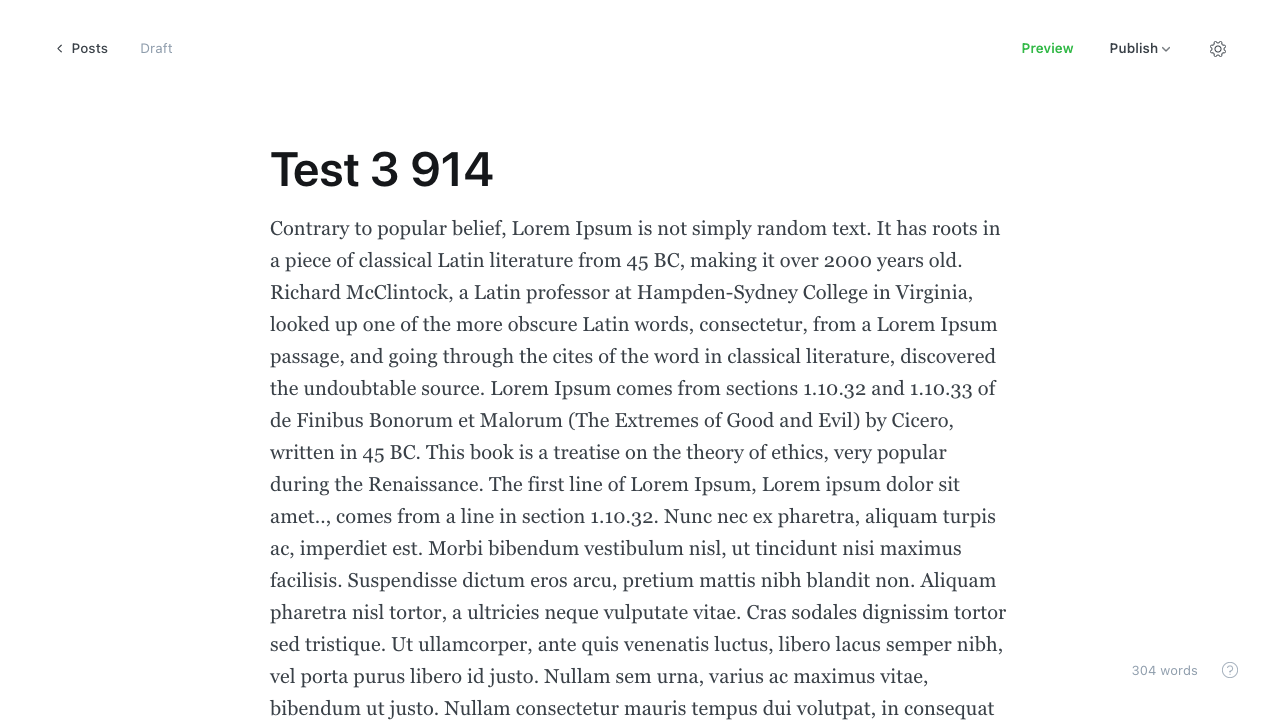 Posts
Draft
Preview
Publish
Test 3 914
Contrary to popular belief, Lorem Ipsum is not simply random text. It has roots in
a piece of classical Latin literature from 45 BC, making it over 2000 years old.
Richard McClintock, a Latin professor at Hampden-Sydney College in Virginia,
looked up one of the more obscure Latin words, consectetur, from a Lorem Ipsum
passage, and going through the cites of the word in classical literature, discovered
the undoubtable source. Lorem Ipsum comes from sections 1.10.32 and 1.10.33 of
de Finibus Bonorum et Malorum (The Extremes of Good and Evil) by Cicero,
written in 45 BC. This book is a treatise on the theory of ethics, very popular
during the Renaissance. The first line of Lorem Ipsum, Lorem ipsum dolor sit
amet.., comes from a line in section 1.10.32. Nunc nec ex pharetra, aliquam turpis
ac, imperdiet est. Morbi bibendum vestibulum nisl, ut tincidunt nisi maximus
facilisis. Suspendisse dictum eros arcu, pretium mattis nibh blandit non. Aliquam
pharetra nisl tortor, a ultricies neque vulputate vitae. Cras sodales dignissim tortor
sed tristique. Ut ullamcorper, ante quis venenatis luctus, libero lacus semper nibh,
vel porta purus libero id justo. Nullam sem urna, varius ac maximus vitae,
bibendum ut justo. Nullam consectetur mauris tempus dui volutpat, in consequat
304 words